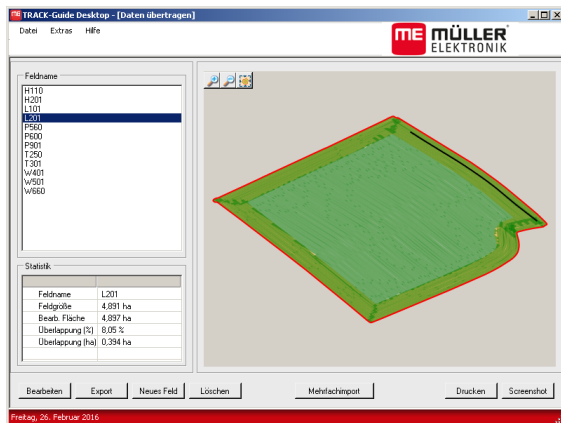 TRACK-Guide Desktop - [Daten übertragen]
Datei Extras Hilfe
ME MÜLLER
ELEKTRONIK
Feldname
H110
H201
L101
L201
P560
P600
P901
T250
T301
W401
W501
W660
Statistik
Feldname L201
Feldgröße 4,891 ha
Bearb. Fläche 4,897 ha
Überlappung (%) 8,05 %
Überlappung (ha) 0,394 ha
Bearbeiten Export Neues Feld Löschen Mehrfachimport Drucken Screenshot
Freitag, 26. Februar 2016